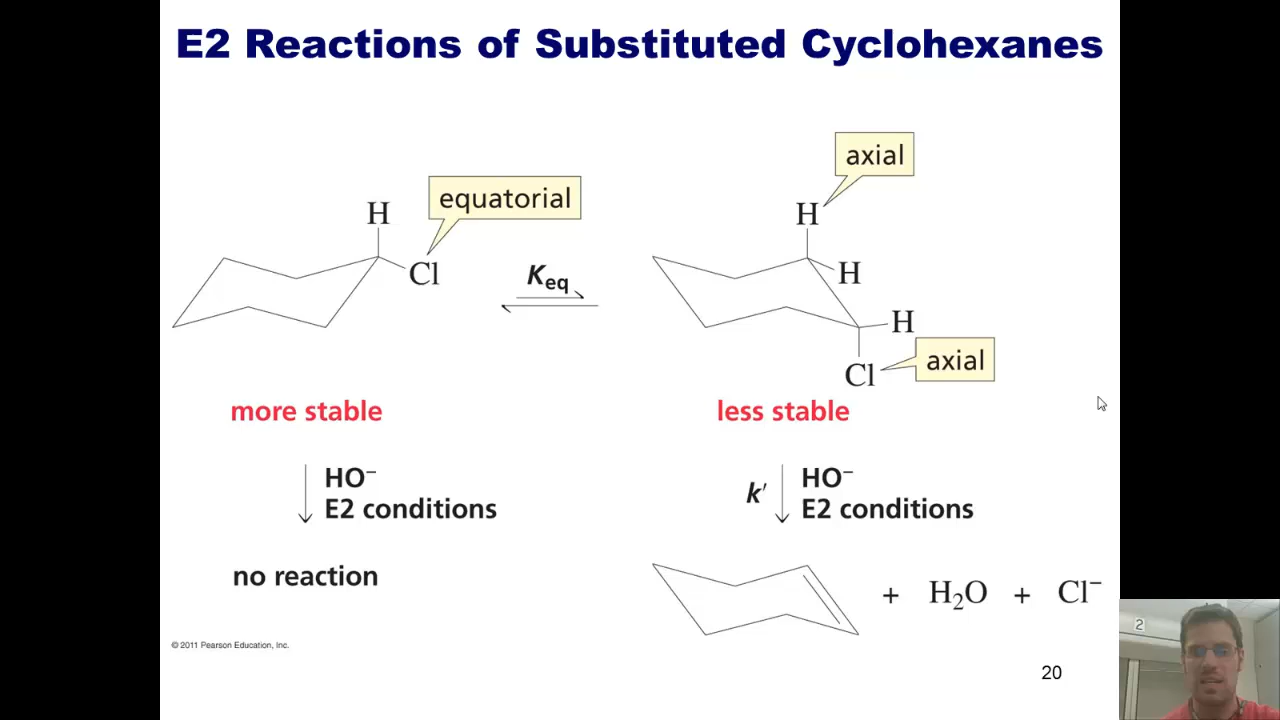 E2 Reactions of Substituted Cyclohexanes
axial
equatorial
H
H
Cl
H
Keq
H
Cl
axial
more stable
less stable
HO⁻
E2 conditions
k′
HO⁻
E2 conditions
no reaction
+ H₂O + Cl⁻
© 2011 Pearson Education, Inc.
20
2